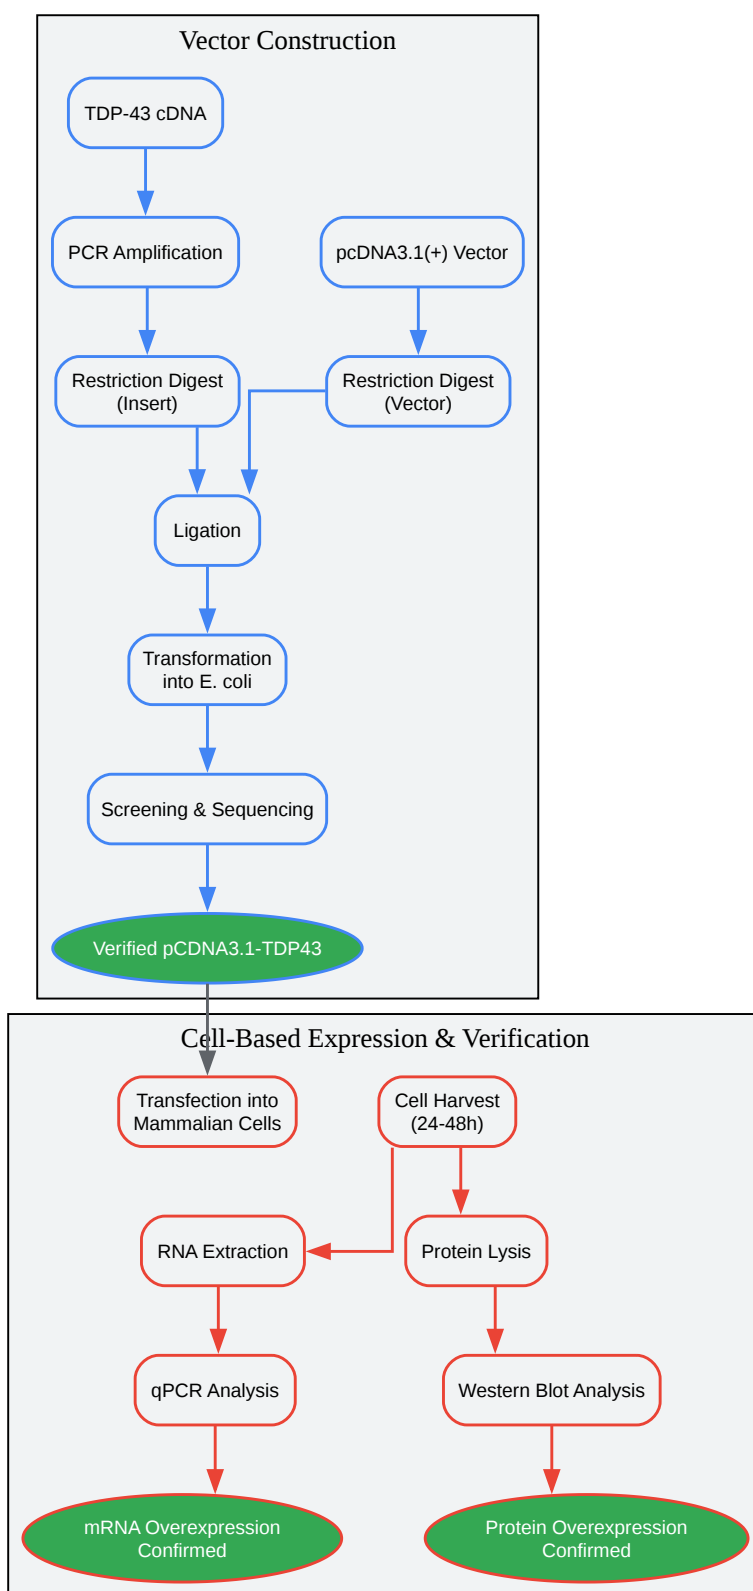 Vector Construction
TDP-43 cDNA
PCR Amplification
pcDNA3.1(+) Vector
Restriction Digest
(Insert)
Restriction Digest
(Vector)
Ligation
Transformation
into E. coli
Screening & Sequencing
Verified pCDNA3.1-TDP43
Cell-Based Expression & Verification
Transfection into
Mammalian Cells
Cell Harvest
(24-48h)
RNA Extraction
Protein Lysis
qPCR Analysis
Western Blot Analysis
mRNA Overexpression
Confirmed
Protein Overexpression
Confirmed